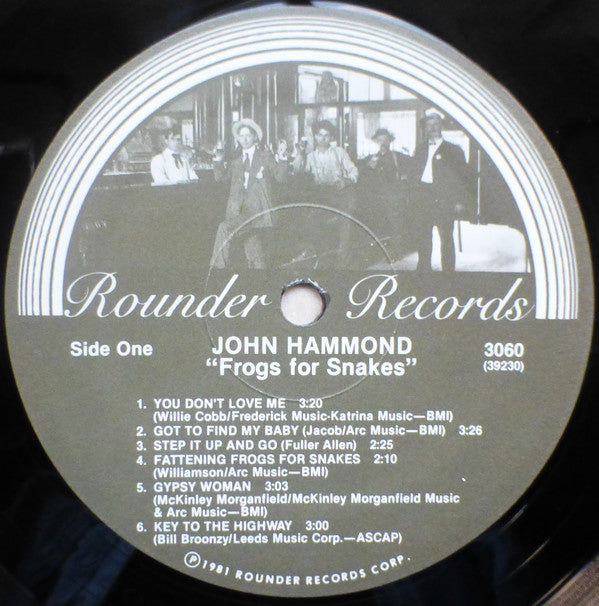 Rounder Records
Side One
JOHN HAMMOND
3060
"Frogs for Snakes"
(39230)
1. YOU DON'T LOVE ME 3:20
(Willie Cobb/Frederick Music-Katrina Music—BMI)
2. GOT TO FIND MY BABY (Jacob/Arc Music—BMI) 3:26
3. STEP IT UP AND GO (Fuller Allen) 2:25
4. FATTENING FROGS FOR SNAKES 2:10
(Williamson/Arc Music—BMI)
5. GYPSY WOMAN 3:03
(McKinley Morganfield/McKinley Morganfield Music
& Arc Music—BMI)
6. KEY TO THE HIGHWAY 3:00
(Bill Broonzy/Leeds Music Corp.—ASCAP)
℗ 1981 ROUNDER RECORDS CORP.